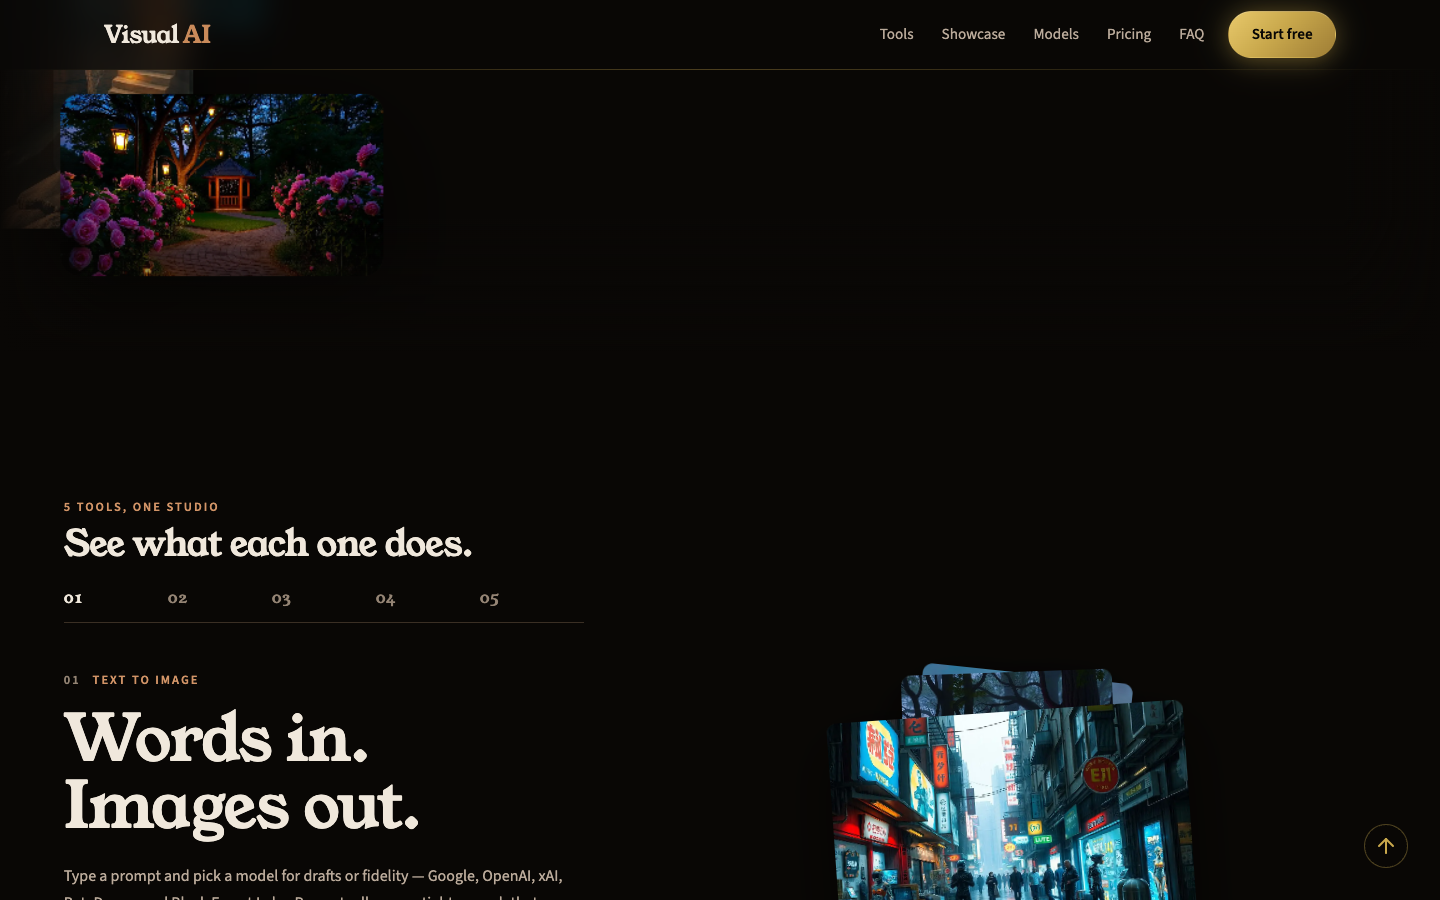 Visual AI
Tools
Showcase
Models
Pricing
FAQ
Start free
5 TOOLS, ONE STUDIO
See what each one does.
01 02 03 04 05
01 TEXT TO IMAGE
Words in.
Images out.
Type a prompt and pick a model for drafts or fidelity — Google, OpenAI, xAI,